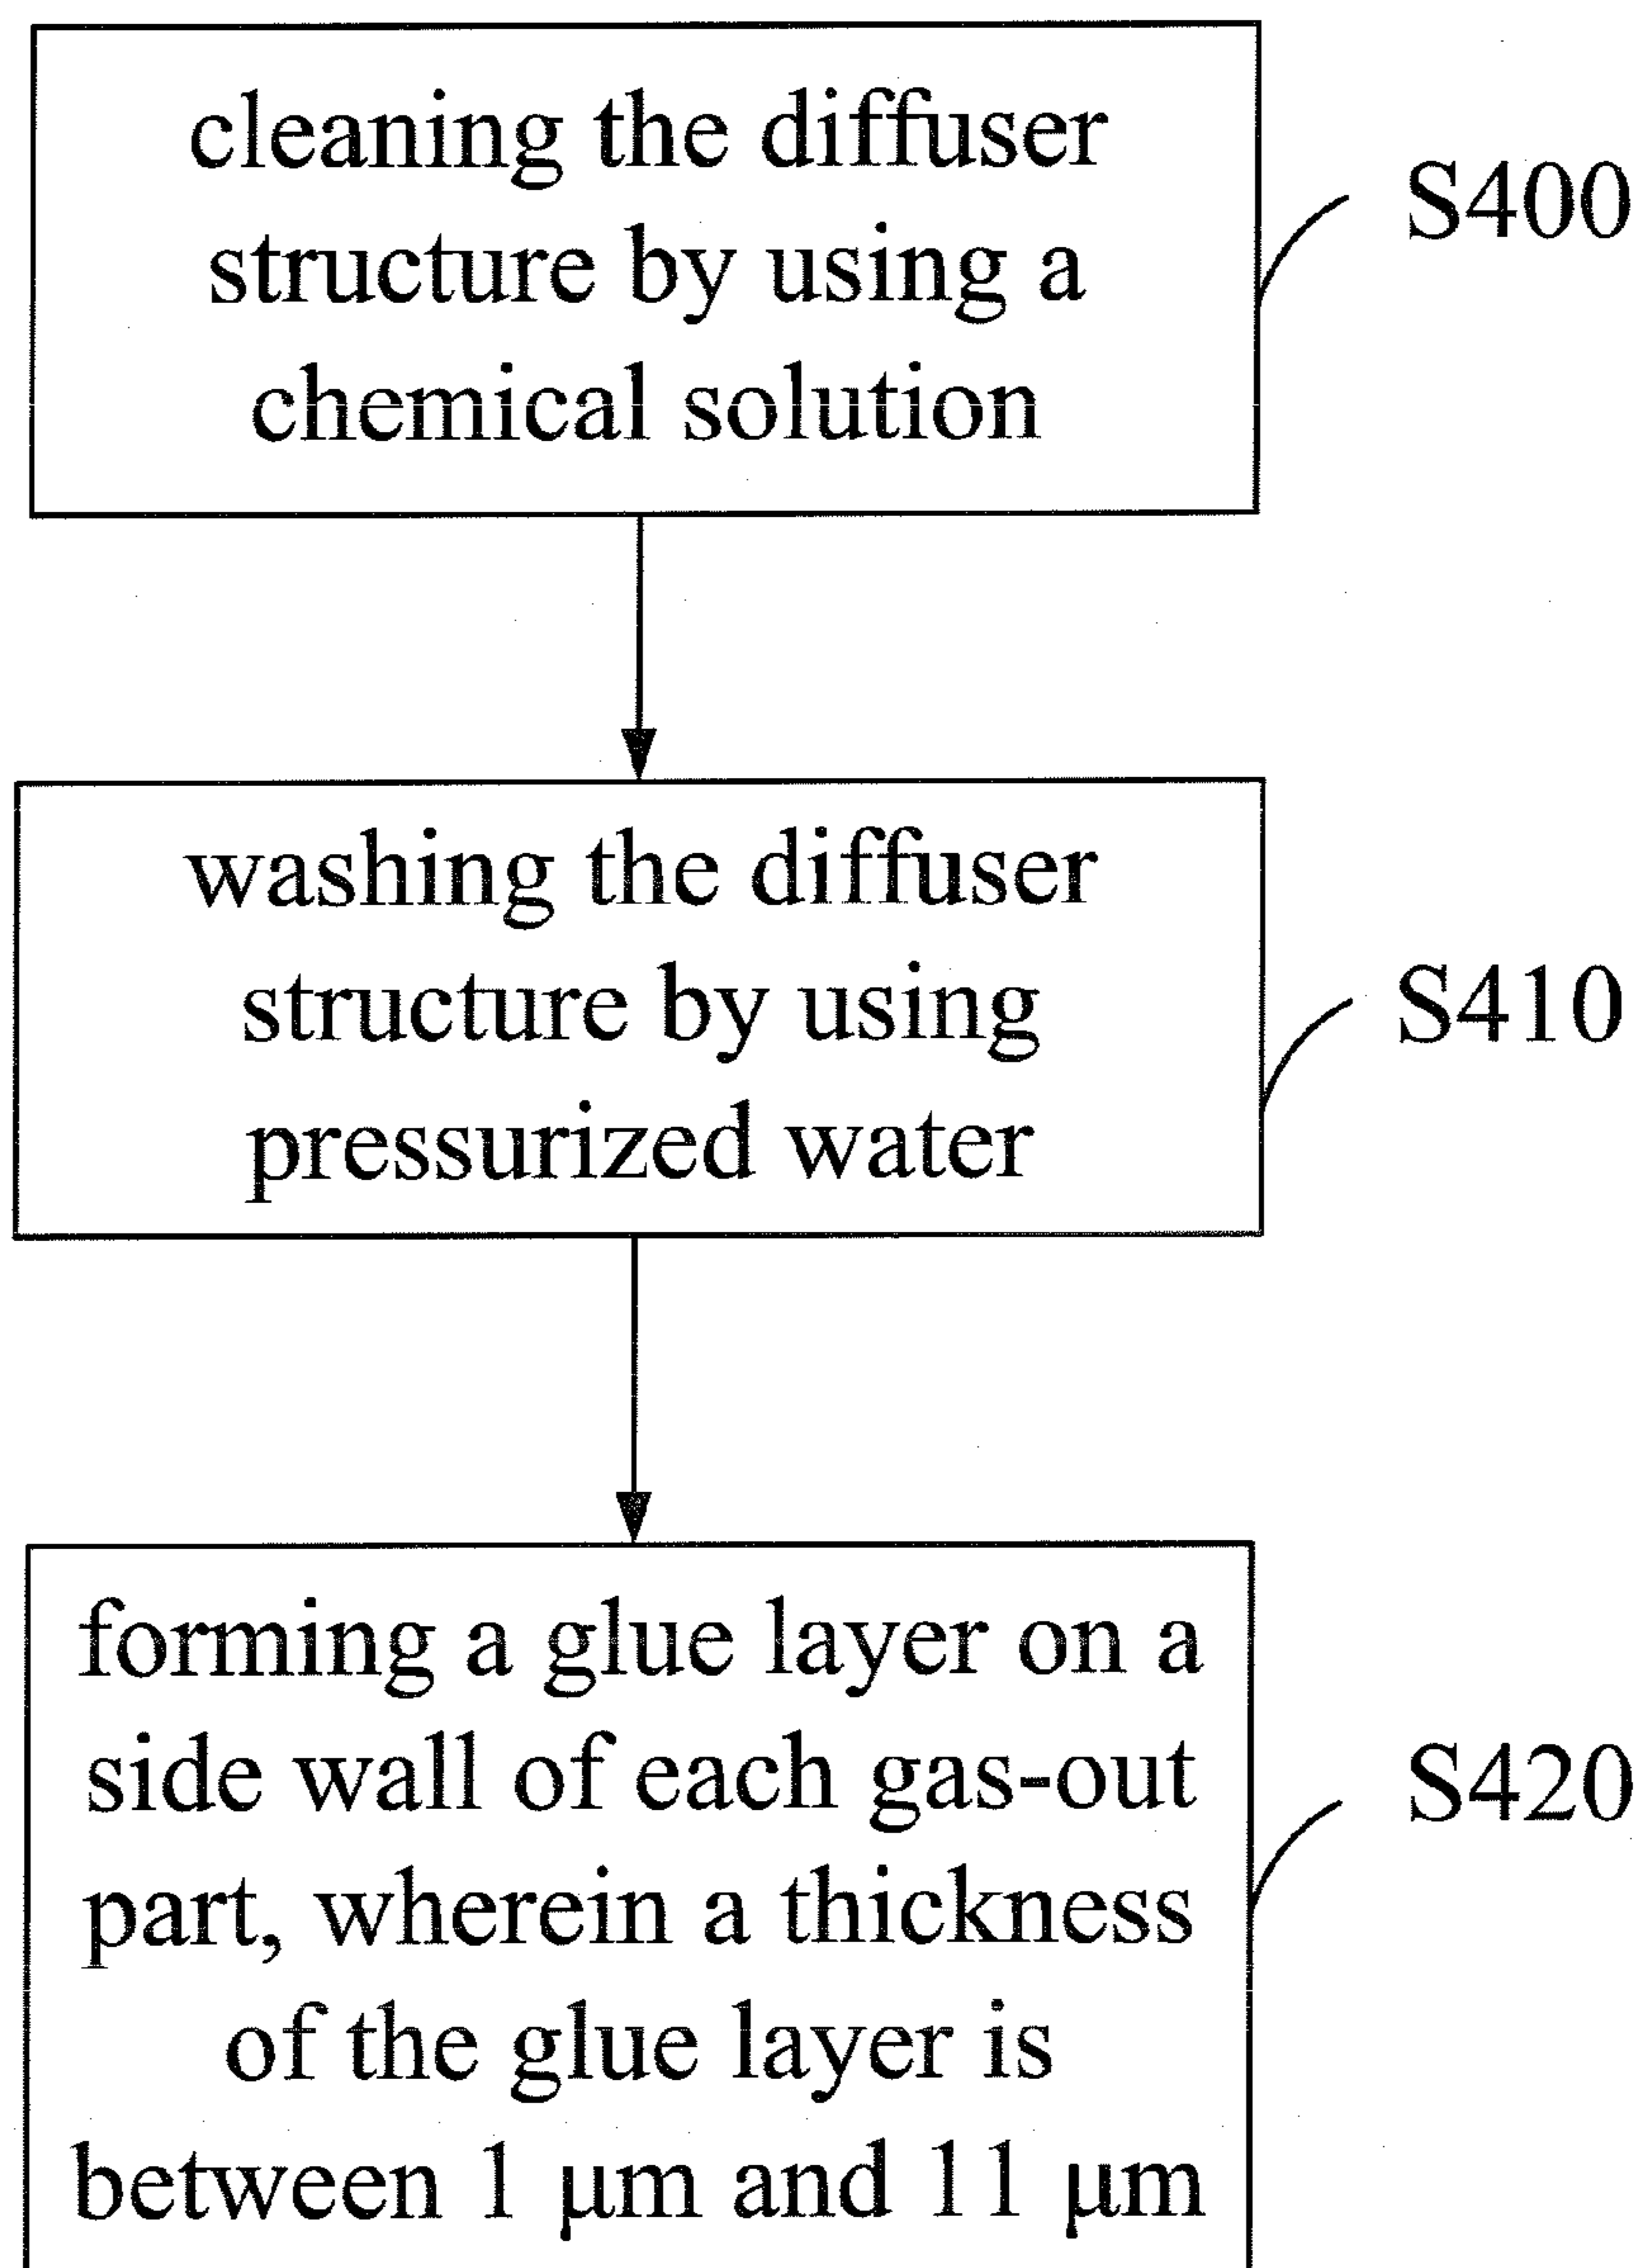 cleaning the diffuser
structure by using a
chemical solution
S400
washing the diffuser
structure by using
pressurized water
S410
forming a glue layer on a
side wall of each gas-out
part, wherein a thickness
of the glue layer is
between 1 μm and 11 μm
S420